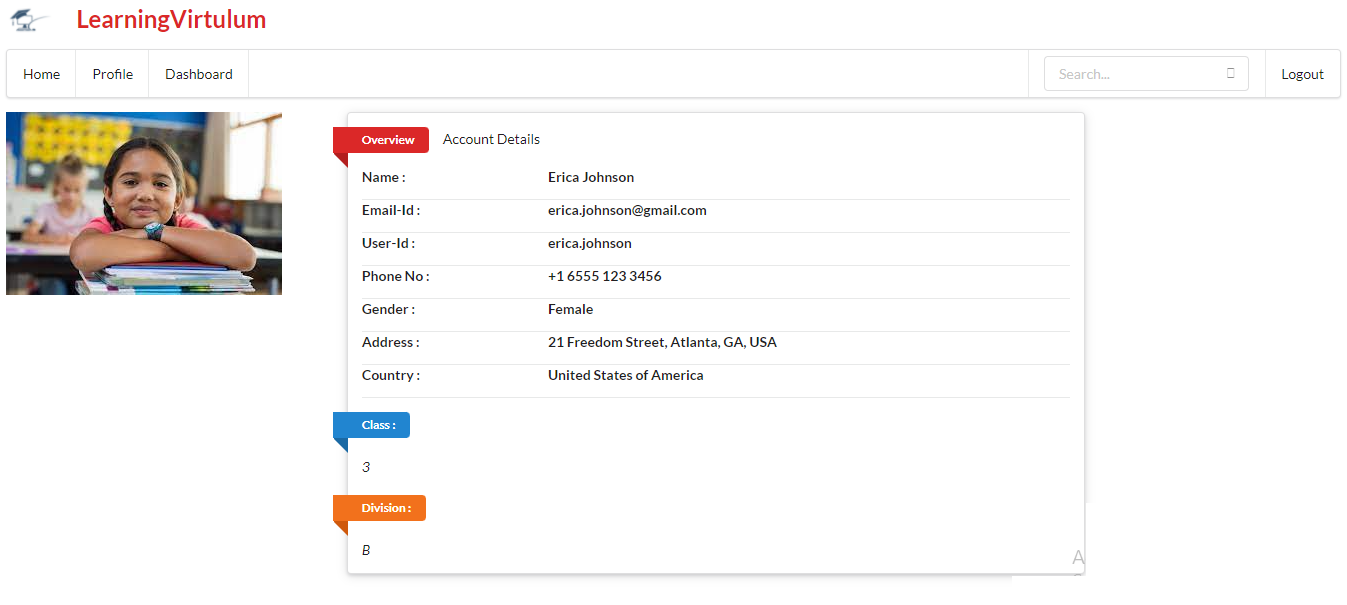 LearningVirtulum
Home Profile Dashboard Search... Logout
Overview Account Details
Name : Erica Johnson
Email-Id : erica.johnson@gmail.com
User-Id : erica.johnson
Phone No : +1 6555 123 3456
Gender : Female
Address : 21 Freedom Street, Atlanta, GA, USA
Country : United States of America
Class :
3
Division :
B
A